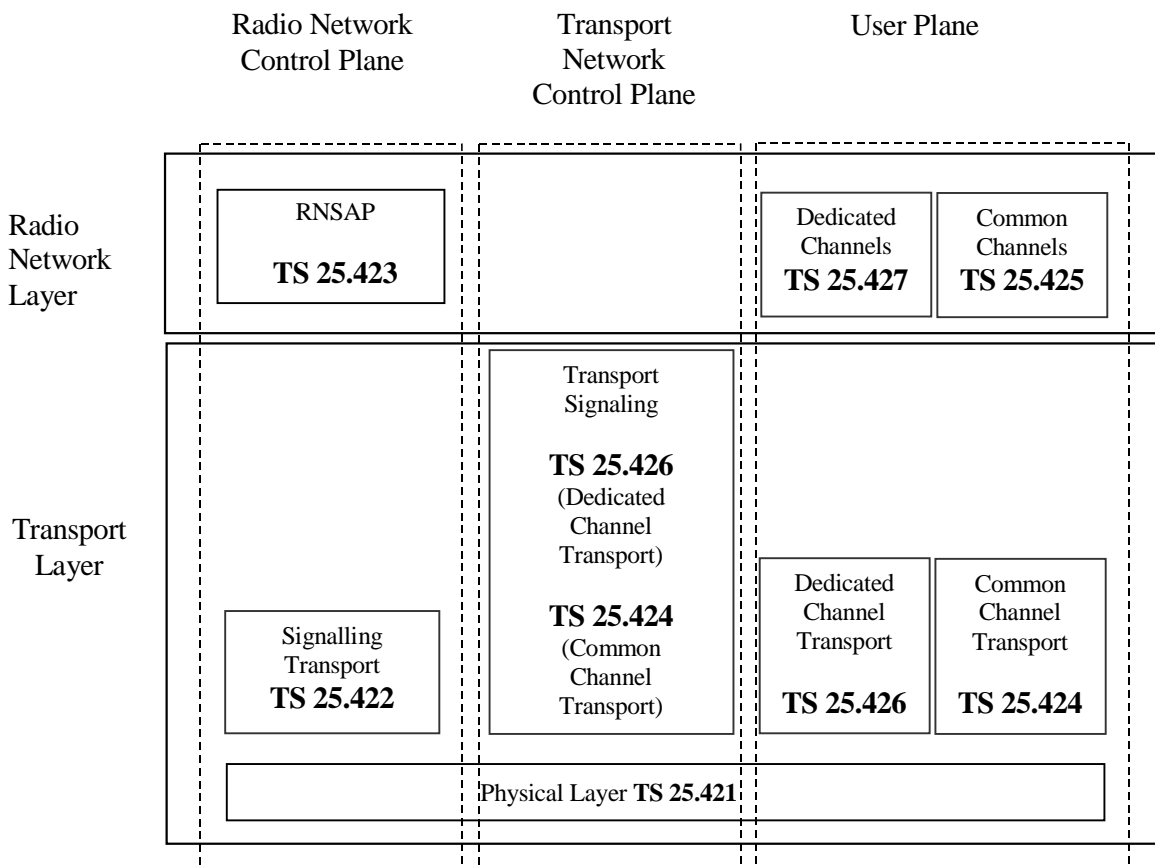 Radio Network
Control Plane
Transport
Network
Control Plane
User Plane
Radio
Network
Layer
RNSAP
TS 25.423
Dedicated
Channels
TS 25.427
Common
Channels
TS 25.425
Transport
Layer
Signalling
Transport
TS 25.422
Transport
Signaling
TS 25.426
(Dedicated
Channel
Transport)
TS 25.424
(Common
Channel
Transport)
Dedicated
Channel
Transport
TS 25.426
Common
Channel
Transport
TS 25.424
Physical Layer TS 25.421